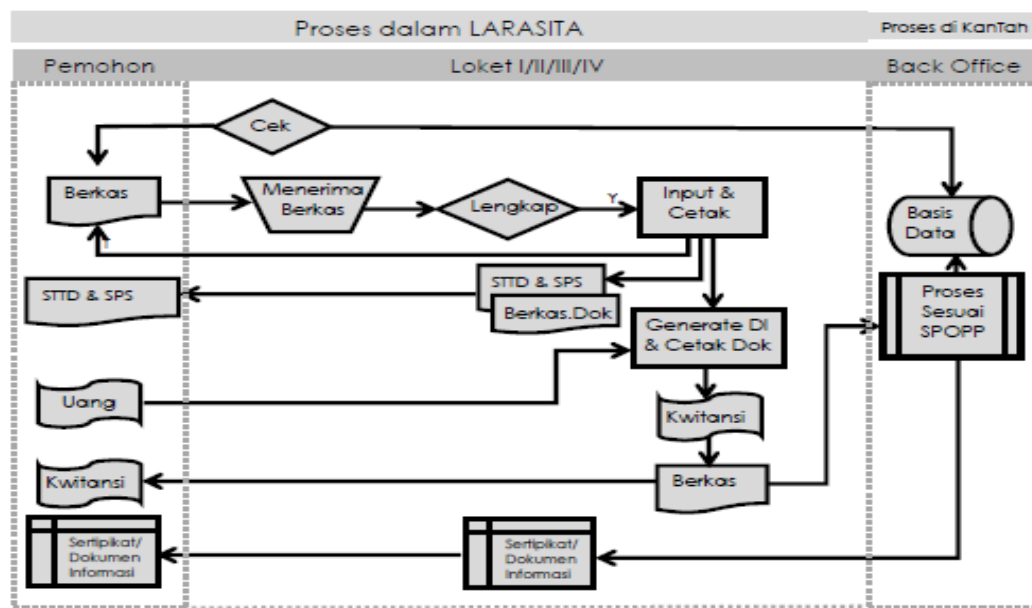 Proses dalam LARASITA
Proses di KanTah
Pemohon
Loket I/II/III/IV
Back Office
Cek
Berkas
Menerima
Berkas
Lengkap
Y
Input &
Cetak
Basis
Data
T
STTD & SPS
STTD & SPS
Berkas.Dok
Generate DI
& Cetak Dok
Proses
Sesuai
SPOPP
Uang
Kwitansi
Kwitansi
Berkas
Sertipikat/
Dokumen
Informasi
Sertipikat/
Dokumen
Informasi